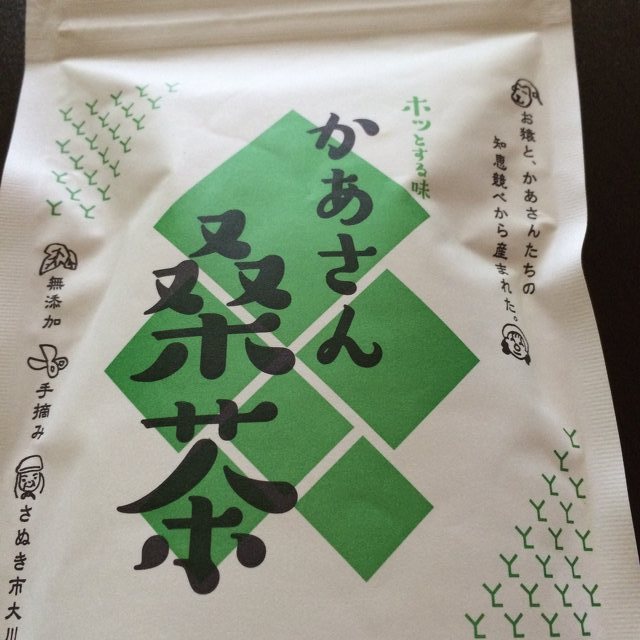 お猿と、かあさんたちの
知恵競べから産まれた。
ホッとする味
かあさん
桑茶
無添加
手摘み
さぬき市大川